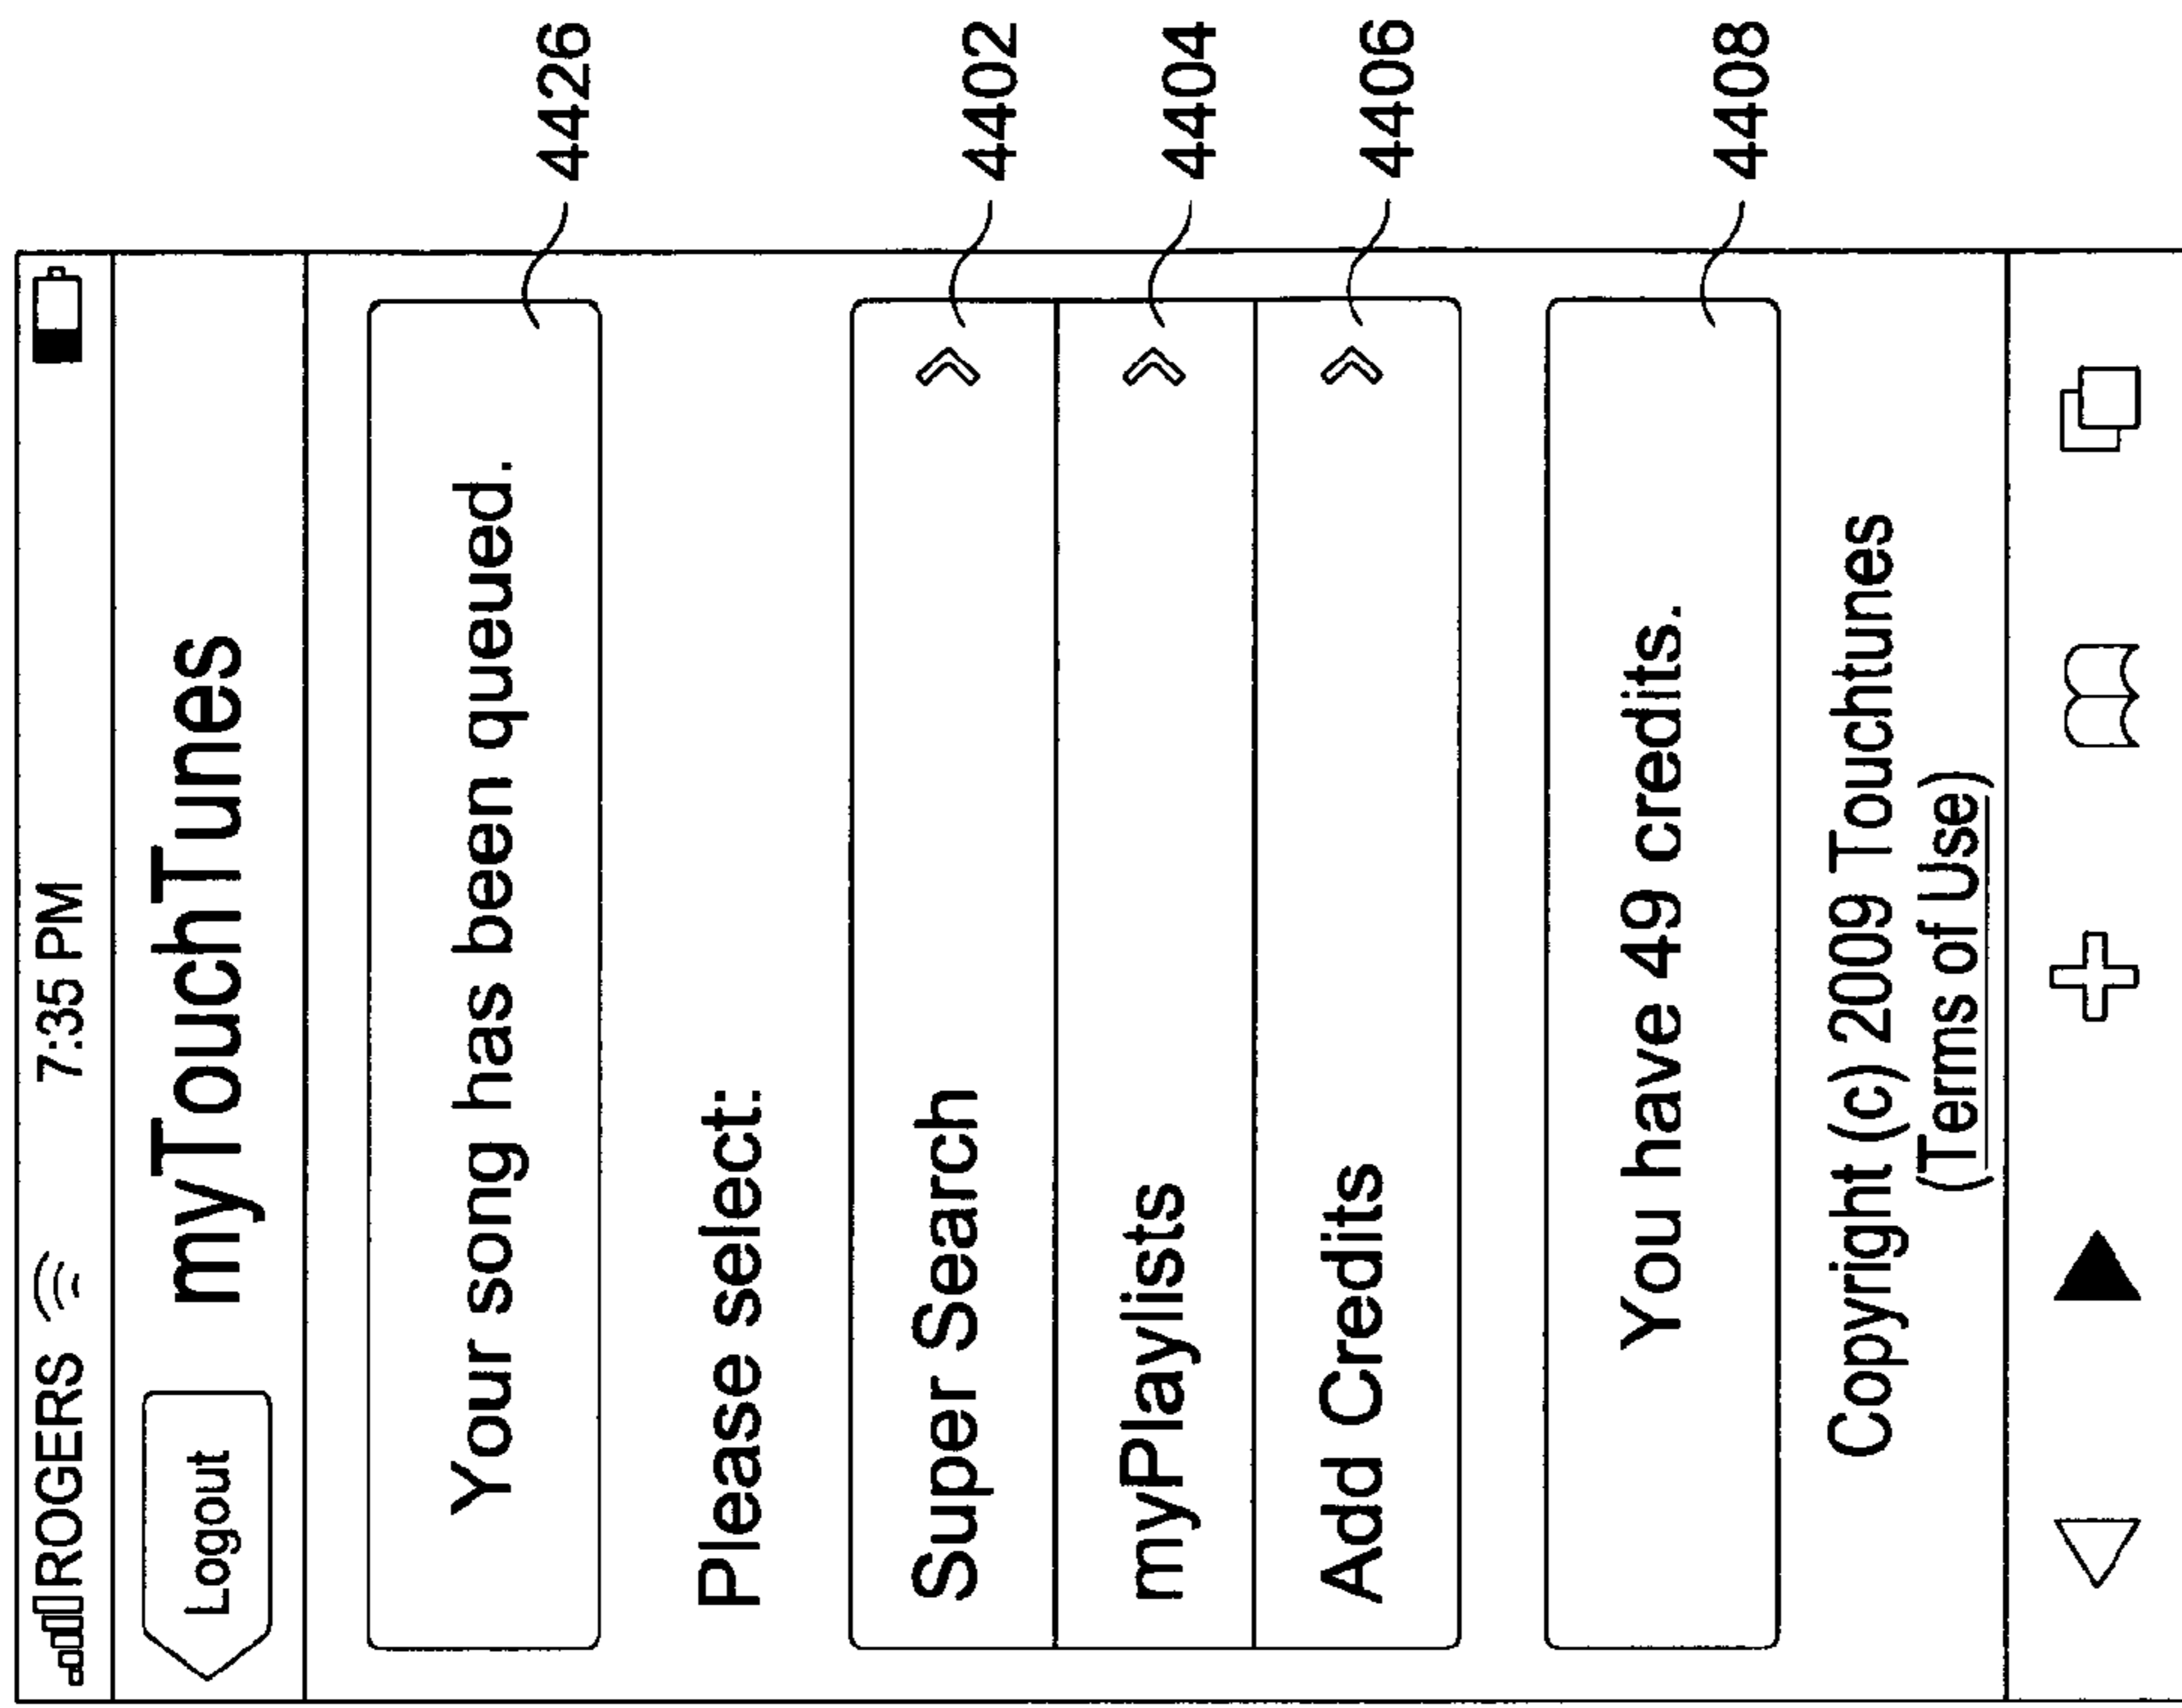 ROGERS 7:35 PM
Logout myTouchTunes
Your song has been queued. 4426
Please select:
Super Search 4402
myPlaylists 4404
Add Credits 4406
You have 49 credits. 4408
Copyright (c) 2009 Touchtunes
(Terms of Use)